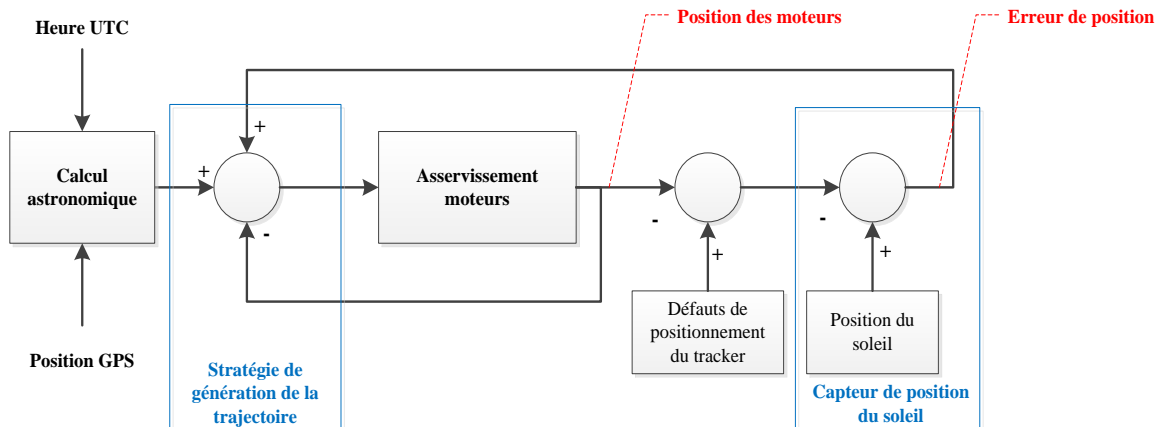 Position des moteurs
Erreur de position
Heure UTC
+
+
-
Calcul
astronomique
Asservissement
moteurs
-
+
-
+
Défauts de
positionnement
du tracker
Position du
soleil
Position GPS
Stratégie de
génération de la
trajectoire
Capteur de position
du soleil